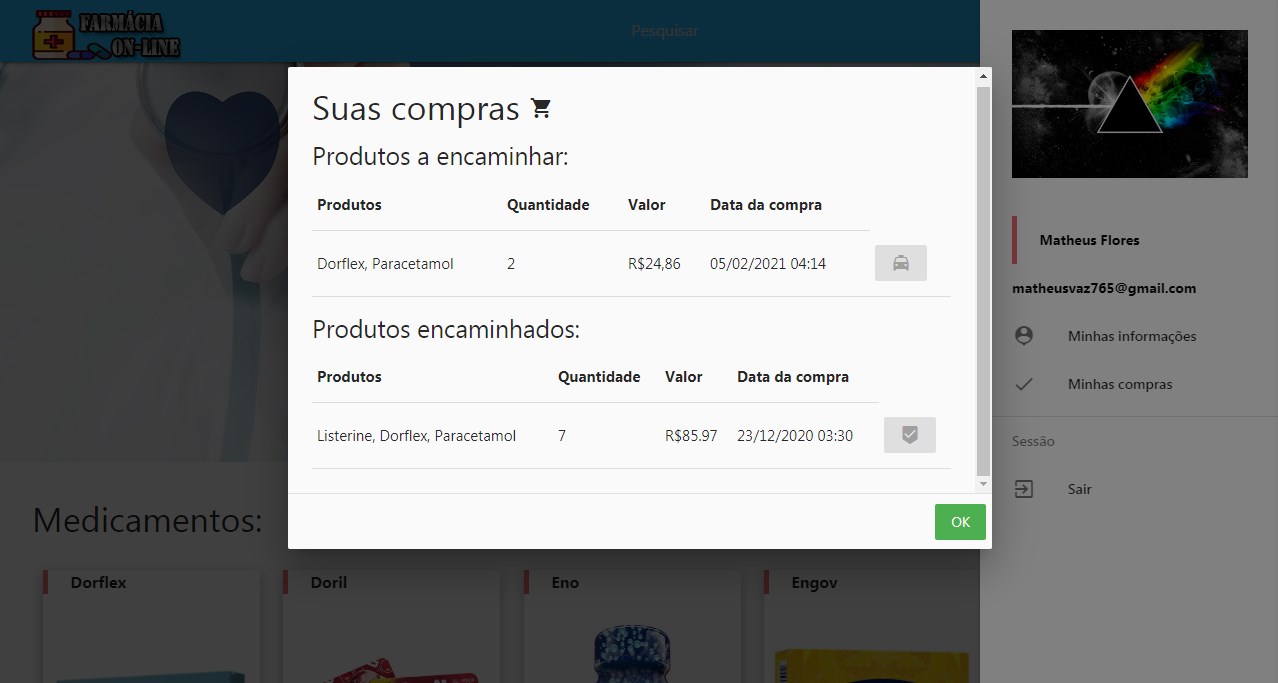 FARMÁCIA
ON-LINE
Pesquisar
Suas compras
Produtos a encaminhar:
Produtos Quantidade Valor Data da compra
Dorflex, Paracetamol 2 R$24,86 05/02/2021 04:14
Produtos encaminhados:
Produtos Quantidade Valor Data da compra
Listerine, Dorflex, Paracetamol 7 R$85.97 23/12/2020 03:30
OK
Matheus Flores
matheusvaz765@gmail.com
Minhas informações
Minhas compras
Sessão
Sair
Medicamentos:
Dorflex
Doril
Eno
Engov